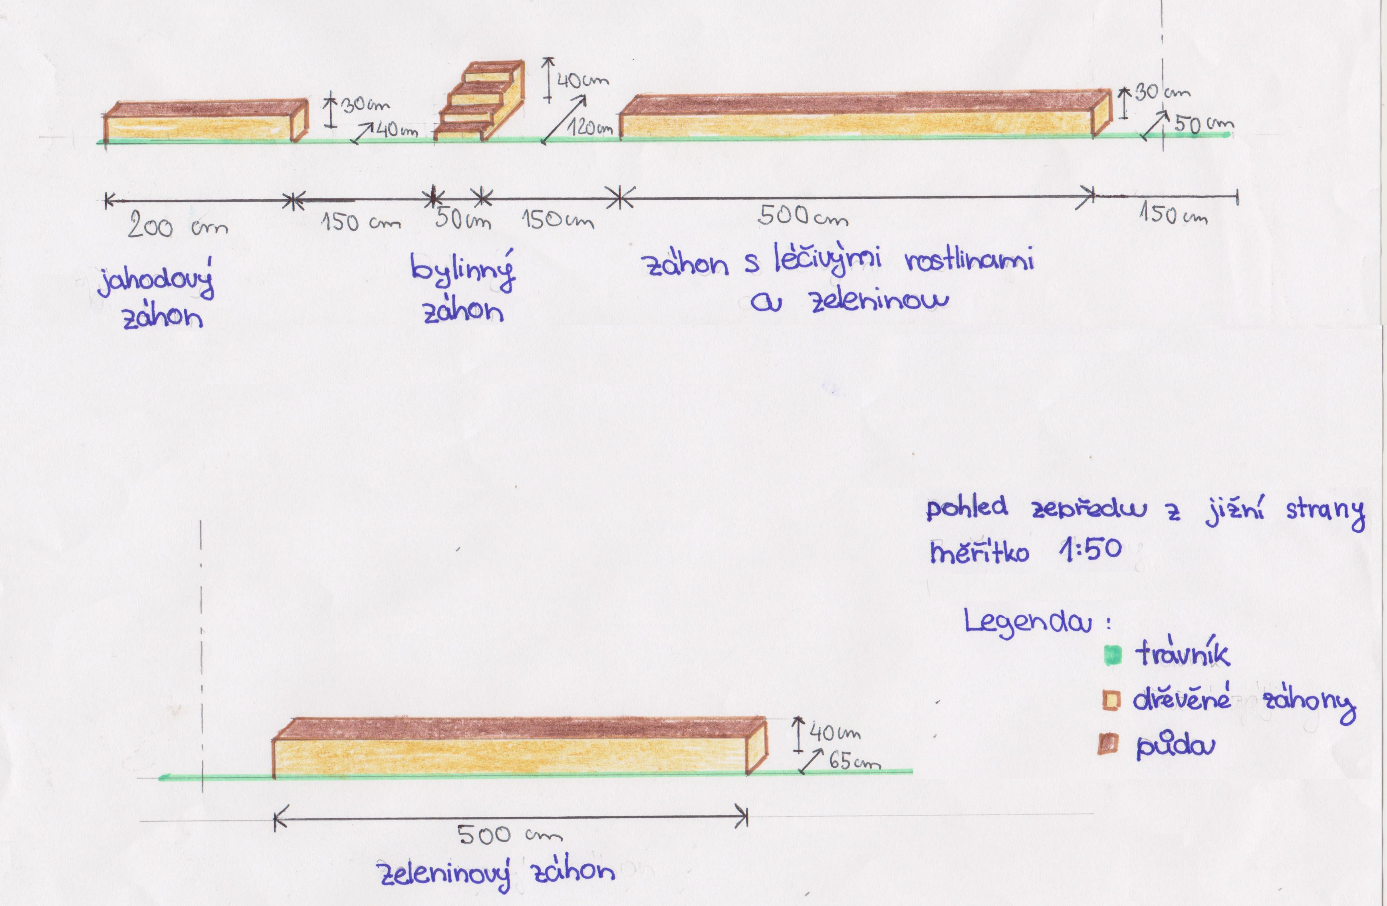 30cm
40cm
40cm
120cm
30cm
50cm
200 cm
150 cm
50cm
150cm
500cm
150cm
jahodový
záhon
bylinný
záhon
záhon s léčivými rostlinami
a zeleninou
pohled zepředu z jižní strany
měřítko 1:50
Legenda:
trávník
dřěvěné záhony
půda
40cm
65cm
500 cm
zeleninový záhon